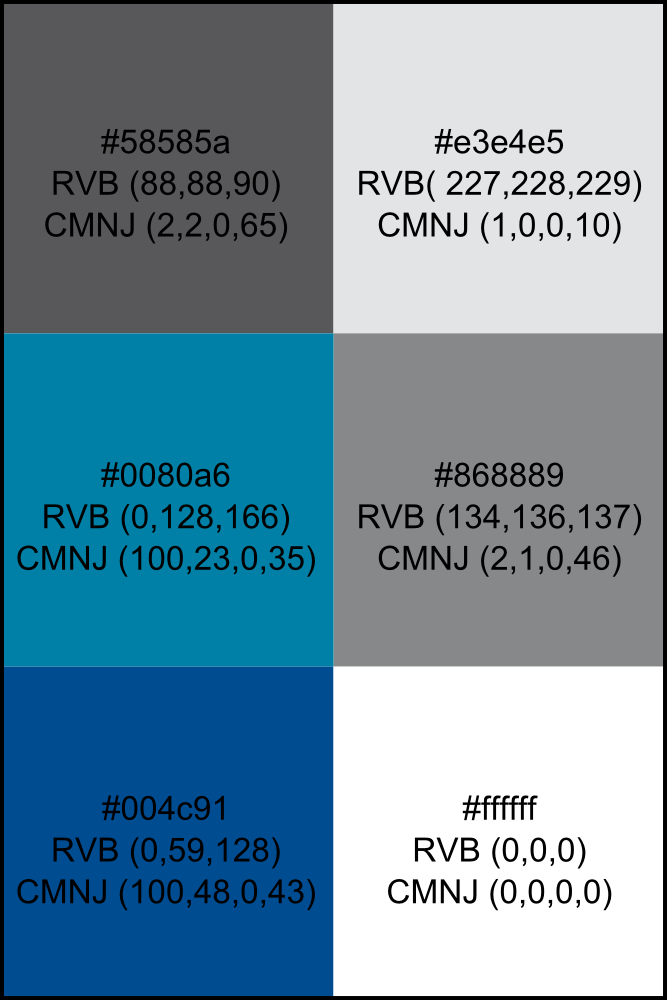 #58585a
RVB (88,88,90)
CMNJ (2,2,0,65)
#e3e4e5
RVB( 227,228,229)
CMNJ (1,0,0,10)
#0080a6
RVB (0,128,166)
CMNJ (100,23,0,35)
#868889
RVB (134,136,137)
CMNJ (2,1,0,46)
#004c91
RVB (0,59,128)
CMNJ (100,48,0,43)
#ffffff
RVB (0,0,0)
CMNJ (0,0,0,0)